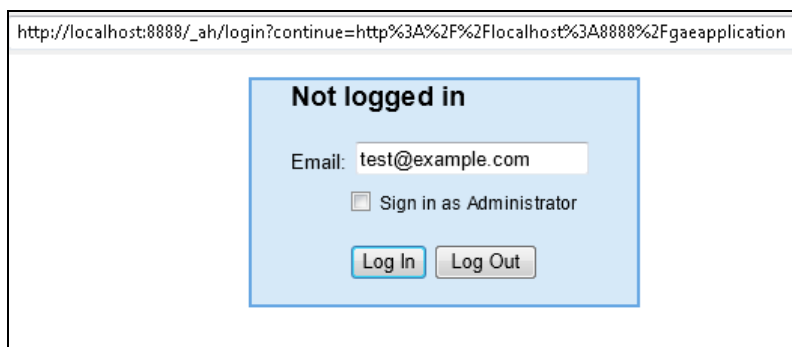 http://localhost:8888/_ah/login?continue=http%3A%2F%2Flocalhost%3A8888%2Fgaeapplication
Not logged in
Email: test@example.com
Sign in as Administrator
Log In Log Out